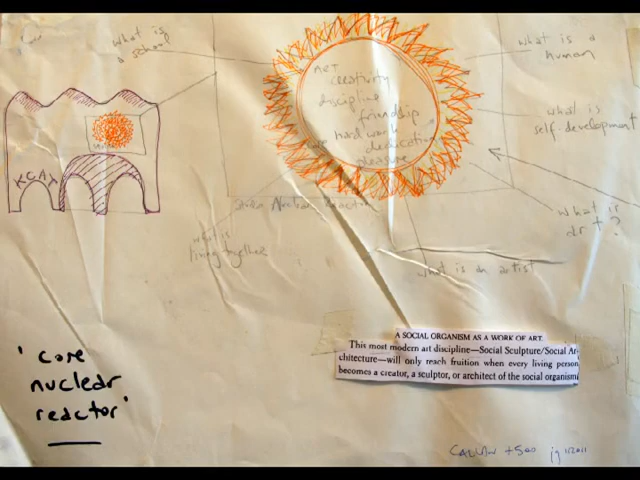 what is
a school
what is a
human
ART
creativity
discipline
friendship
Hard work
dedication
pleasure
what is
self-development
KCAT
what is
art?
what is
living together
what is an artist
A SOCIAL ORGANISM AS A WORK OF ART.
This most modern art discipline—Social Sculpture/Social Ar-
chitecture—will only reach fruition when every living person
becomes a creator, a sculptor, or architect of the social organism
'core
nuclear
reactor'